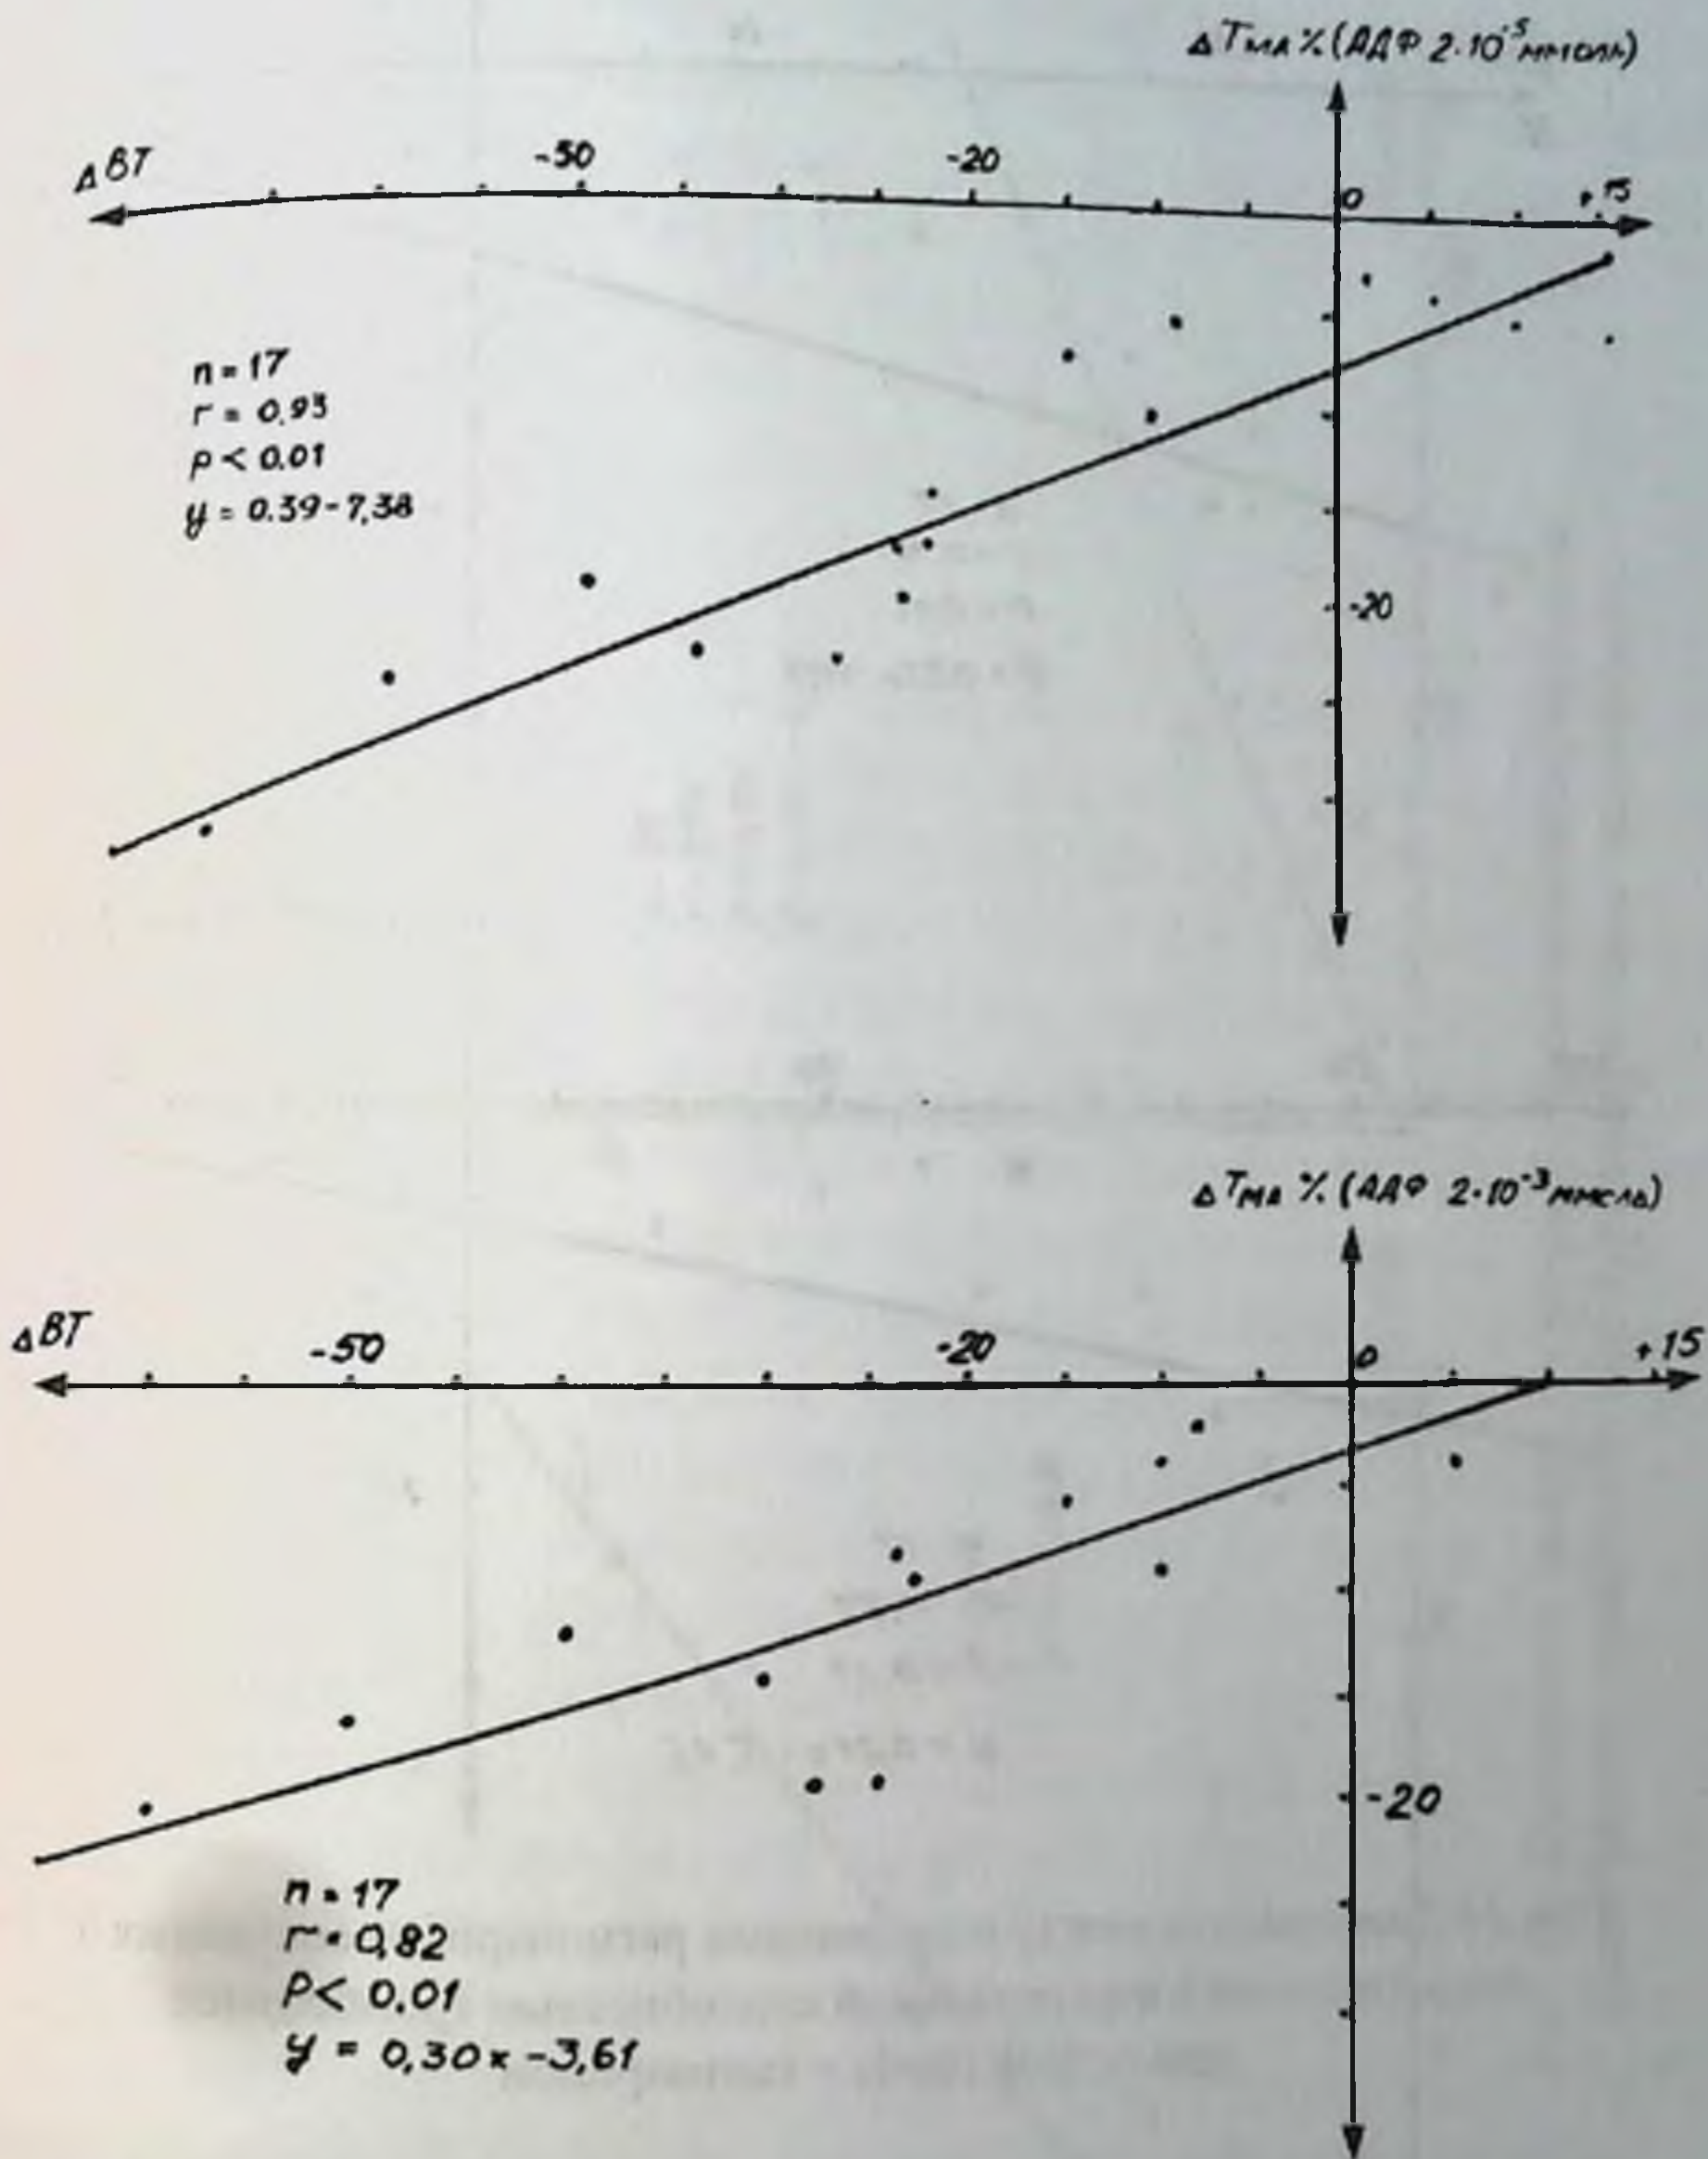 ΔTма % (АДФ 2·10⁻⁵ ммоль)
ΔВТ -50 -20 0 +15
n = 17
r = 0.93
p < 0.01
y = 0.39-7,38
-20
ΔTма % (АДФ 2·10⁻³ ммоль)
ΔВТ -50 -20 0 +15
-20
n = 17
r = 0,82
P < 0,01
y = 0,30x -3,61